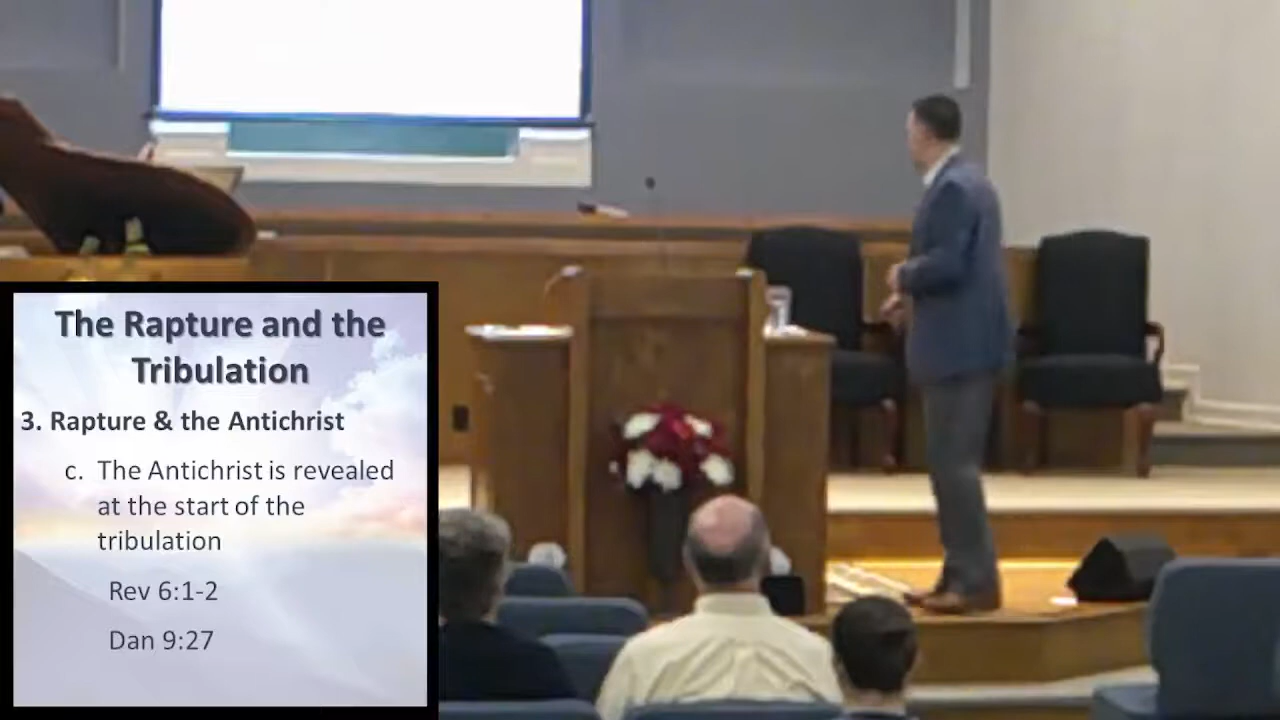 The Rapture and the
Tribulation
3. Rapture & the Antichrist
c. The Antichrist is revealed
at the start of the
tribulation
Rev 6:1-2
Dan 9:27